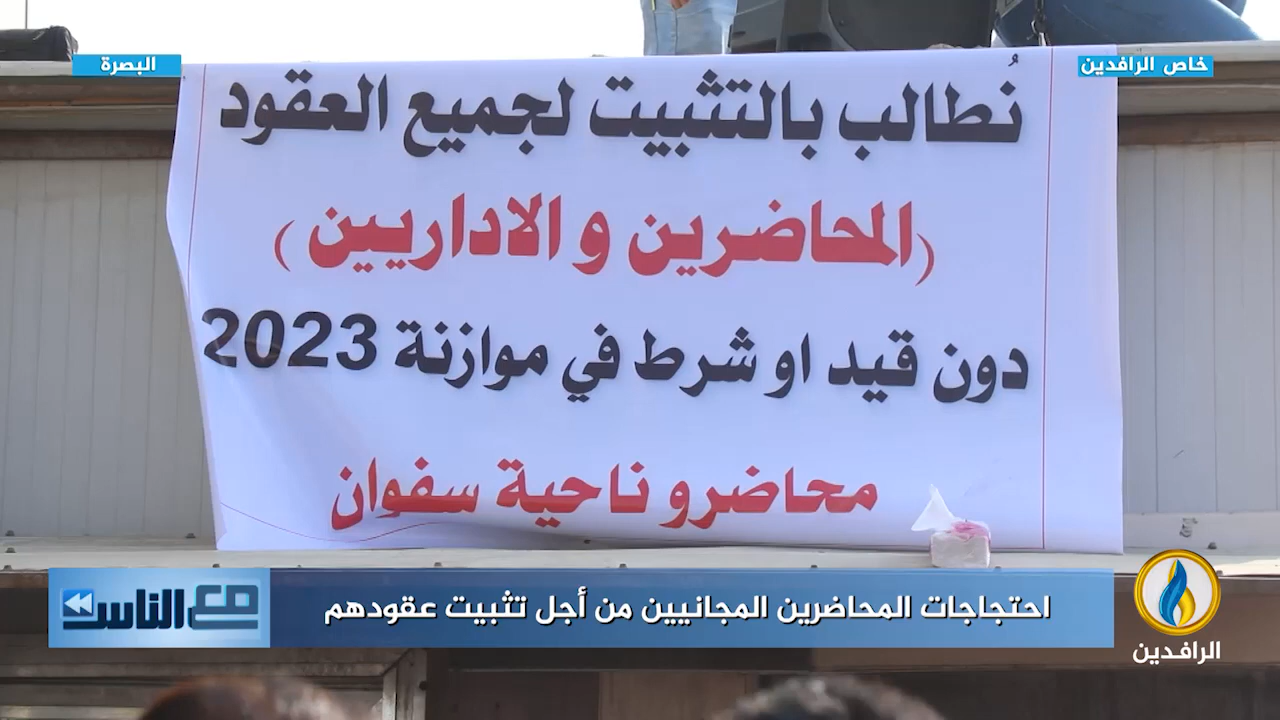 خاص الرافدين
البصرة
نُطالب بالتثبيت لجميع العقود
(المحاضرين و الاداريين )
دون قيد او شرط في موازنة 2023
محاضرو ناحية سفوان
احتجاجات المحاضرين المجانيين من أجل تثبيت عقودهم
مع الناس
الرافدين